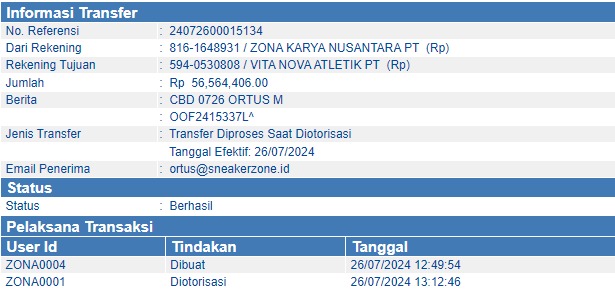 Informasi Transfer
No. Referensi : 24072600015134
Dari Rekening : 816-1648931 / ZONA KARYA NUSANTARA PT (Rp)
Rekening Tujuan : 594-0530808 / VITA NOVA ATLETIK PT (Rp)
Jumlah : Rp 56,564,406.00
Berita : CBD 0726 ORTUS M
: OOF2415337L^
Jenis Transfer : Transfer Diproses Saat Diotorisasi
Tanggal Efektif: 26/07/2024
Email Penerima : ortus@sneakerzone.id
Status
Status : Berhasil
Pelaksana Transaksi
User Id Tindakan Tanggal
ZONA0004 Dibuat 26/07/2024 12:49:54
ZONA0001 Diotorisasi 26/07/2024 13:12:46